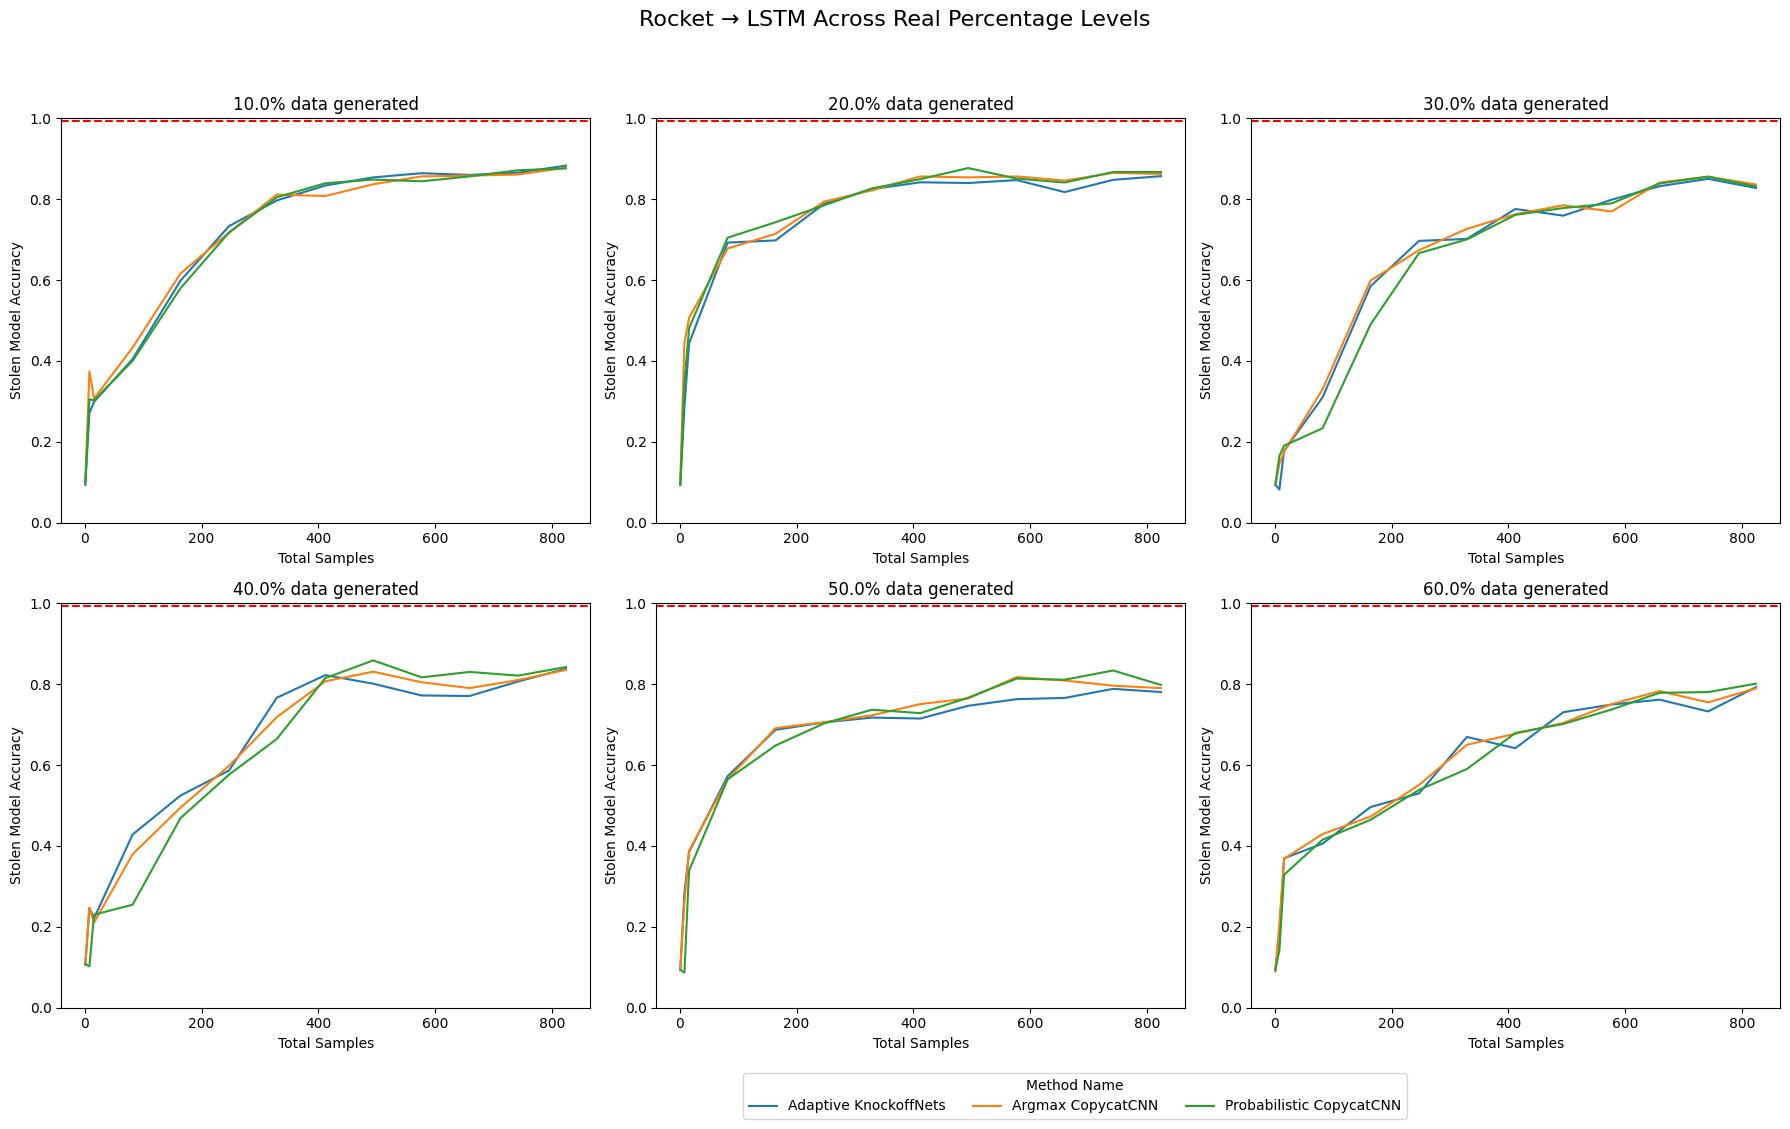 Rocket → LSTM Across Real Percentage Levels
10.0% data generated
Stolen Model Accuracy
1.0
0.8
0.6
0.4
0.2
0.0
0 200 400 600 800
Total Samples
20.0% data generated
Stolen Model Accuracy
1.0
0.8
0.6
0.4
0.2
0.0
0 200 400 600 800
Total Samples
30.0% data generated
Stolen Model Accuracy
1.0
0.8
0.6
0.4
0.2
0.0
0 200 400 600 800
Total Samples
40.0% data generated
Stolen Model Accuracy
1.0
0.8
0.6
0.4
0.2
0.0
0 200 400 600 800
Total Samples
50.0% data generated
Stolen Model Accuracy
1.0
0.8
0.6
0.4
0.2
0.0
0 200 400 600 800
Total Samples
60.0% data generated
Stolen Model Accuracy
1.0
0.8
0.6
0.4
0.2
0.0
0 200 400 600 800
Total Samples
Method Name
Adaptive KnockoffNets Argmax CopycatCNN Probabilistic CopycatCNN